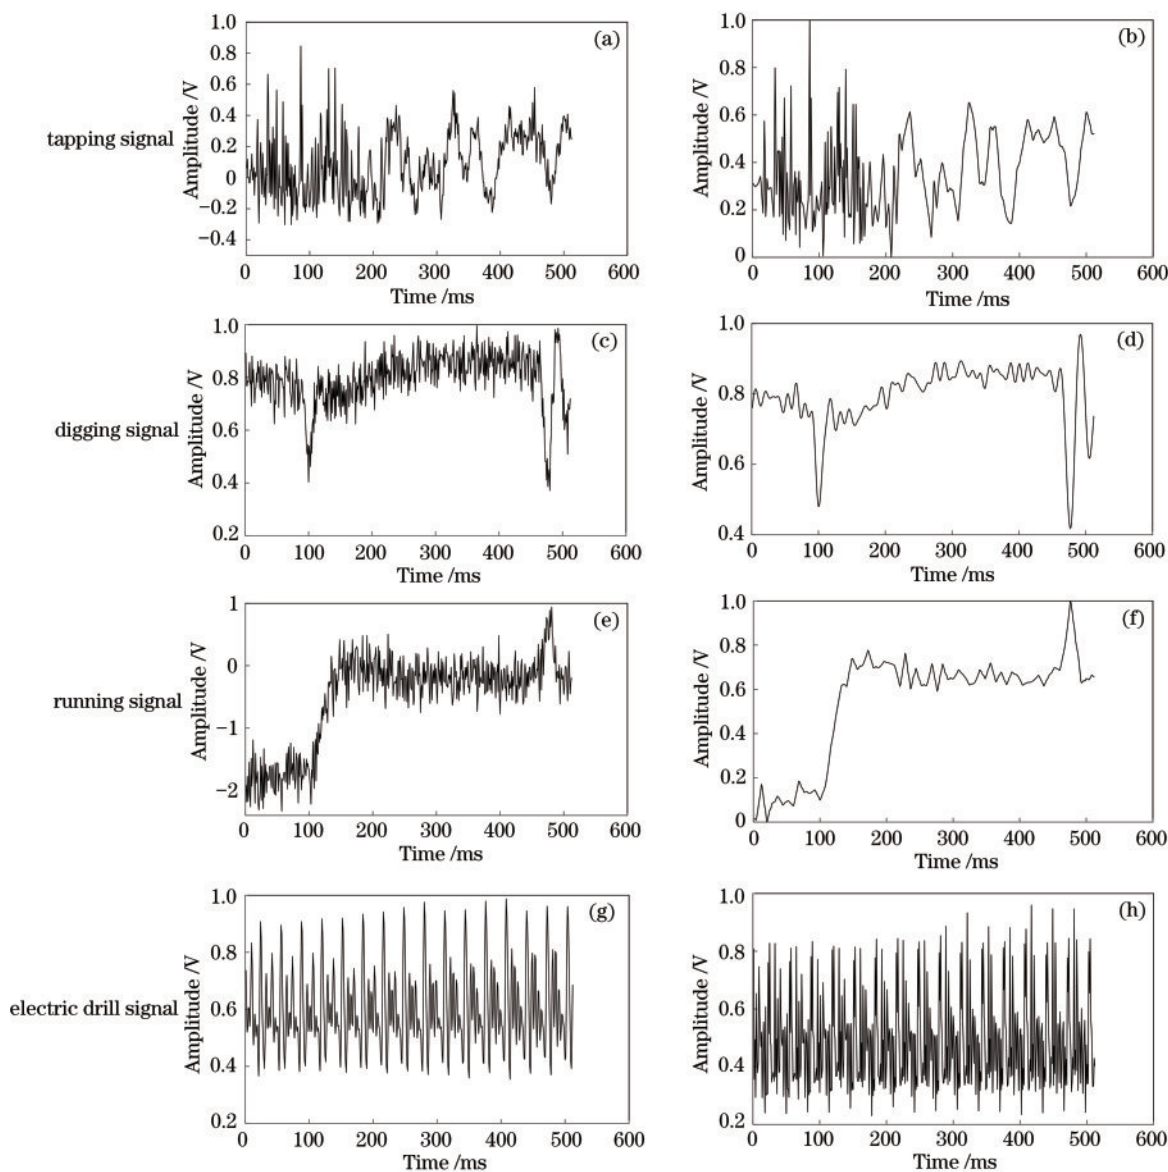 1.0
(a)
0.8
0.6
0.4
0.2
0
−0.2
−0.4
Amplitude /V
0 100 200 300 400 500 600
Time /ms
tapping signal
1.0
(b)
0.8
0.6
0.4
0.2
0
Amplitude /V
0 100 200 300 400 500 600
Time /ms
1.0
(c)
0.8
0.6
0.4
0.2
Amplitude /V
0 100 200 300 400 500 600
Time /ms
digging signal
1.0
(d)
0.8
0.6
0.4
Amplitude /V
0 100 200 300 400 500 600
Time /ms
1
(e)
0
−1
−2
Amplitude /V
0 100 200 300 400 500 600
Time /ms
running signal
1.0
(f)
0.8
0.6
0.4
0.2
0
Amplitude /V
0 100 200 300 400 500 600
Time /ms
1.0
(g)
0.8
0.6
0.4
0.2
Amplitude /V
0 100 200 300 400 500 600
Time /ms
electric drill signal
1.0
(h)
0.8
0.6
0.4
0.2
Amplitude /V
0 100 200 300 400 500 600
Time /ms